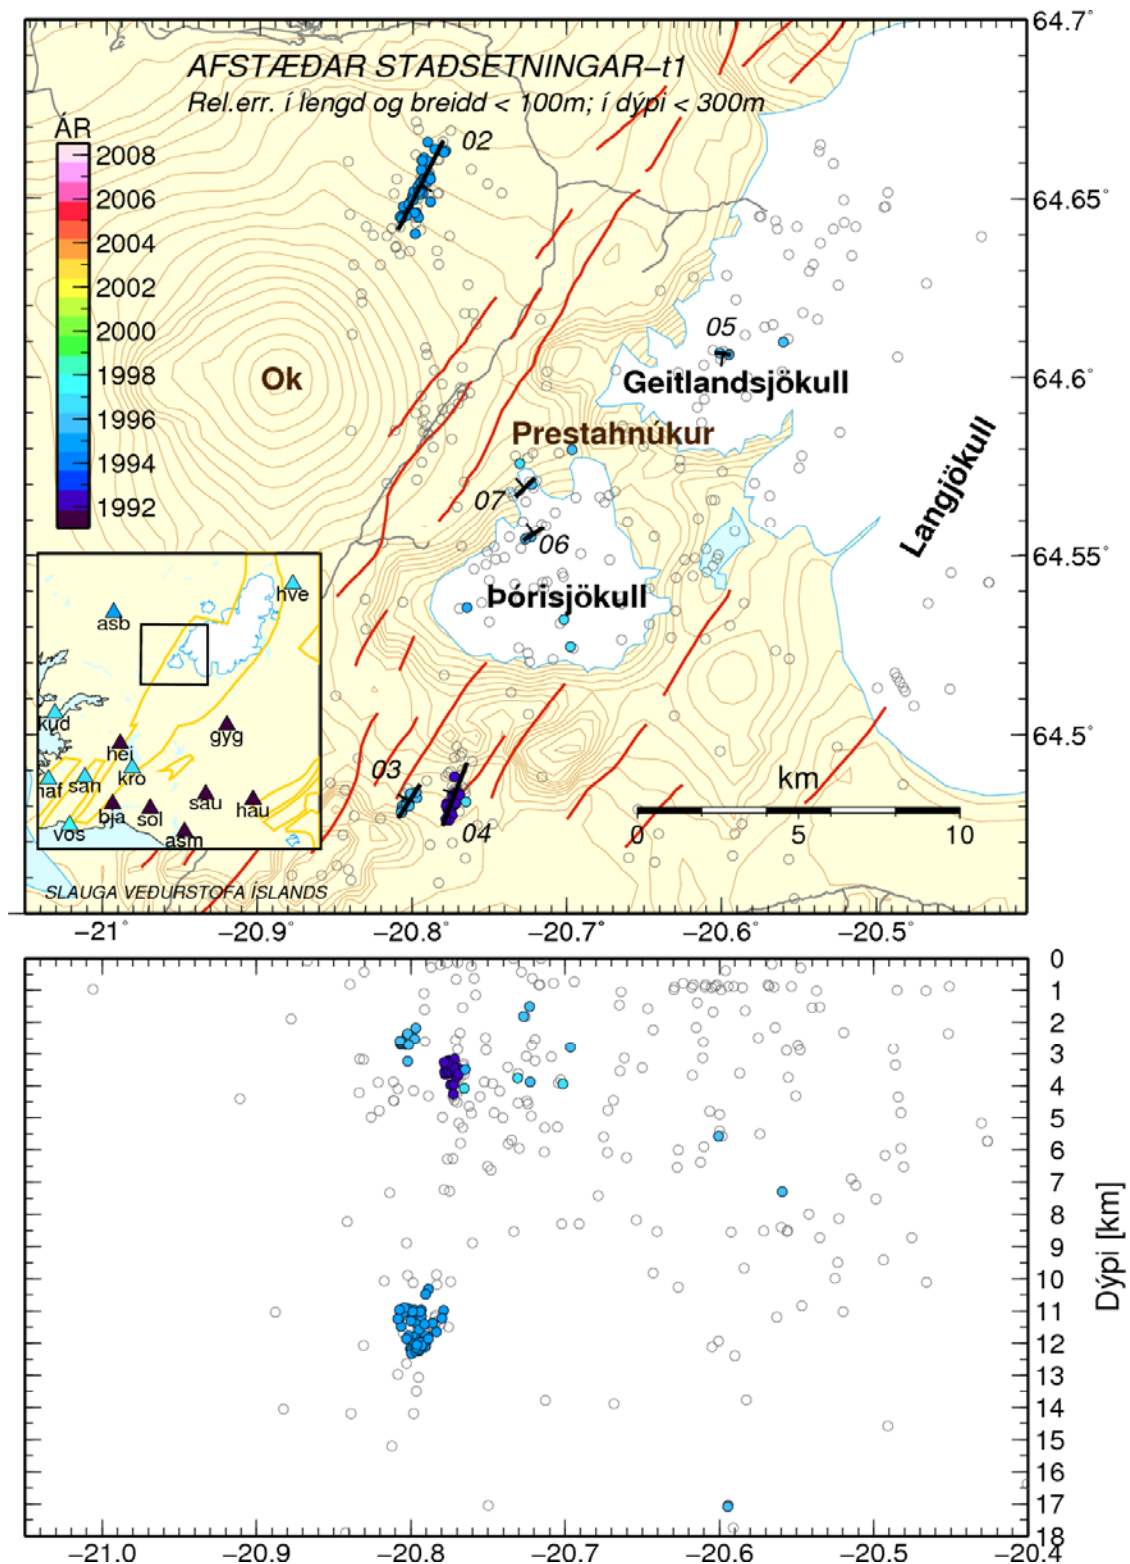 AFSTÆÐAR STAÐSETNINGAR–t1
Rel.err. í lengd og breidd < 100m; í dýpi < 300m
ÁR
2008
2006
2004
2002
2000
1998
1996
1994
1992
02
05
07
06
03
04
Ok
Geitlandsjökull
Prestahnúkur
Langjökull
Þórisjökull
km
0 5 10
hve
asb
kud
hei
gyg
haf
san
kro
sau
hau
bja
sol
vos
asm
SLAUGA VEÐURSTOFA ÍSLANDS
64.7°
64.65°
64.6°
64.55°
64.5°
−21° −20.9° −20.8° −20.7° −20.6° −20.5°
0
1
2
3
4
5
6
7
8
9
10
11
12
13
14
15
16
17
18
Dýpi [km]
−21.0 −20.9 −20.8 −20.7 −20.6 −20.5 −20.4